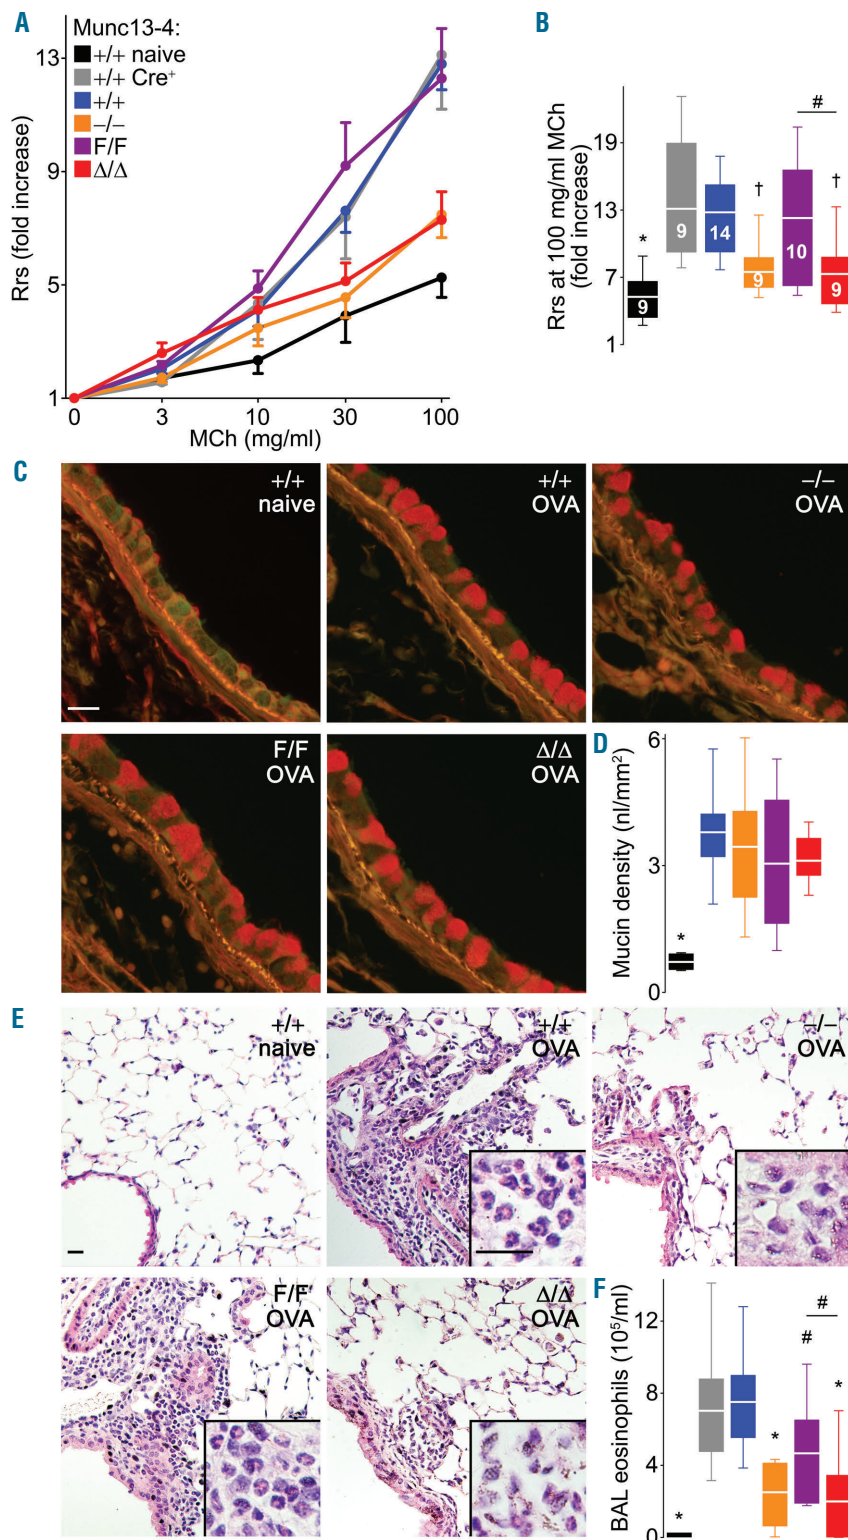 A
Munc13-4:
+/+ naive
+/+ Cre⁺
+/+
−/−
F/F
Δ/Δ
13
9
5
1
Rrs (fold increase)
0
3
10
30
100
MCh (mg/ml)
B
Rrs at 100 mg/ml MCh
(fold increase)
19
13
7
1
*
†
#
†
9
14
9
10
9
C
+/+
naive
+/+
OVA
−/−
OVA
F/F
OVA
Δ/Δ
OVA
D
Mucin density (nl/mm²)
6
3
0
*
E
+/+
naive
+/+
OVA
−/−
OVA
F/F
OVA
Δ/Δ
OVA
F
BAL eosinophils (10⁵/ml)
12
8
4
0
*
*
#
#
*